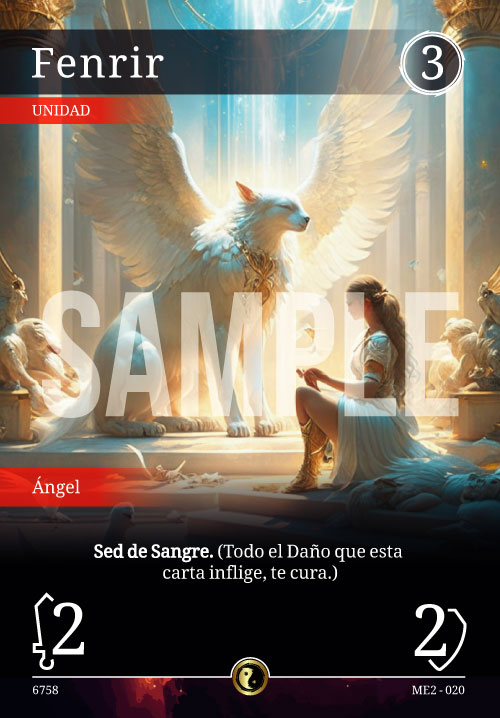 Fenrir
3
UNIDAD
SAMPLE
Ángel
Sed de Sangre. (Todo el Daño que esta
carta inflige, te cura.)
2
2
6758
ME2 - 020